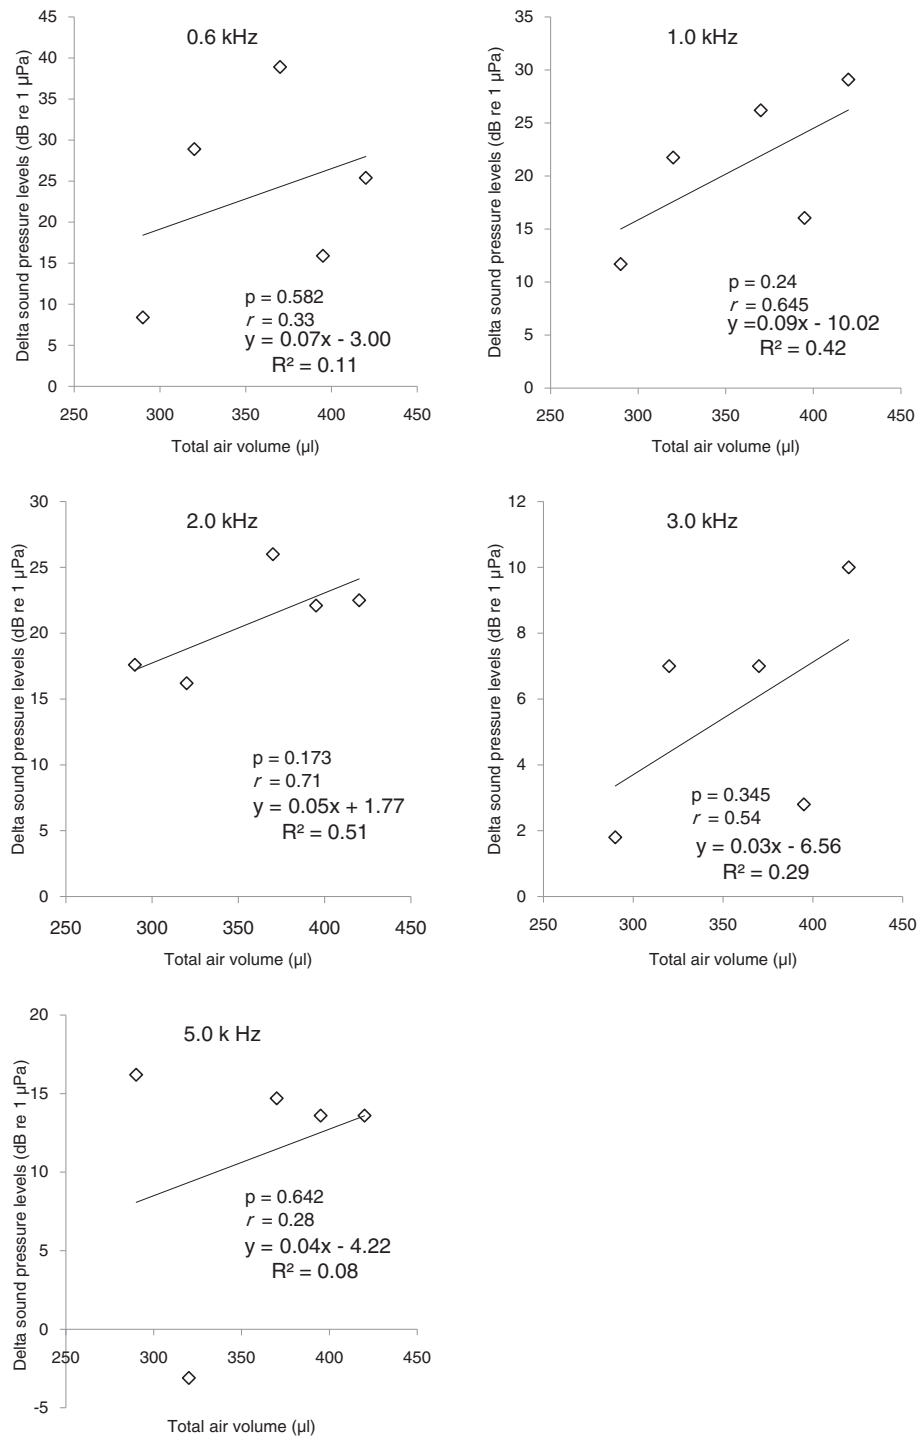 0.6 kHz
Delta sound pressure levels (dB re 1 µPa)
45
40
35
30
25
20
15
10
5
0
p = 0.582
r = 0.33
y = 0.07x - 3.00
R² = 0.11
250 300 350 400 450
Total air volume (µl)
1.0 kHz
Delta sound pressure levels (dB re 1 µPa)
35
30
25
20
15
10
5
0
p = 0.24
r = 0.645
y =0.09x - 10.02
R² = 0.42
250 300 350 400 450
Total air volume (µl)
2.0 kHz
Delta sound pressure levels (dB re 1 µPa)
30
25
20
15
10
5
0
p = 0.173
r = 0.71
y = 0.05x + 1.77
R² = 0.51
250 300 350 400 450
Total air volume (µl)
3.0 kHz
Delta sound pressure levels (dB re 1 µPa)
12
10
8
6
4
2
0
p = 0.345
r = 0.54
y = 0.03x - 6.56
R² = 0.29
250 300 350 400 450
Total air volume (µl)
5.0 k Hz
Delta sound pressure levels (dB re 1 µPa)
20
15
10
5
0
-5
p = 0.642
r = 0.28
y = 0.04x - 4.22
R² = 0.08
250 300 350 400 450
Total air volume (µl)